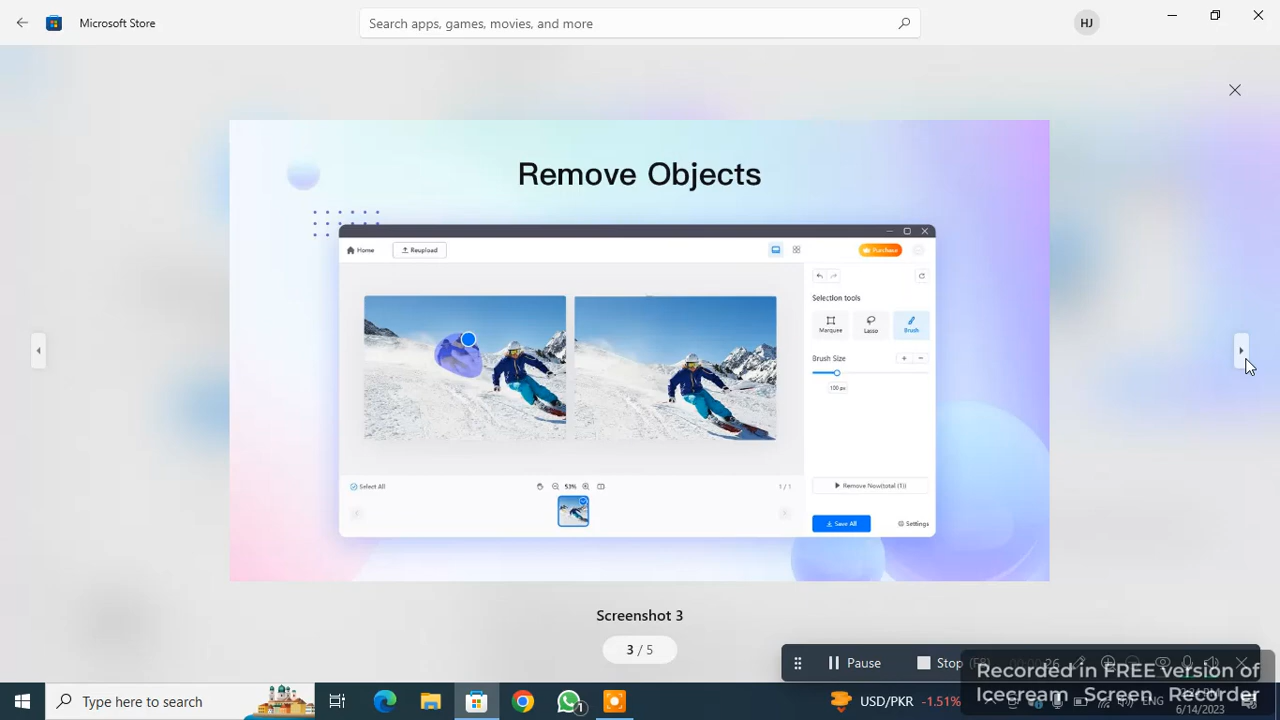 Microsoft Store
Search apps, games, movies, and more
HJ
Remove Objects
Home
Reupload
Purchase
Selection tools
Marquee
Lasso
Brush
Brush Size
100 px
Select All
53%
1 / 1
Remove Now(total (1))
Save All
Settings
Screenshot 3
3 / 5
Pause
Stop
26
Recorded in FREE version of
Icecream Screen Recorder
Type here to search
1
USD/PKR -1.51%
ENG
6/14/2023